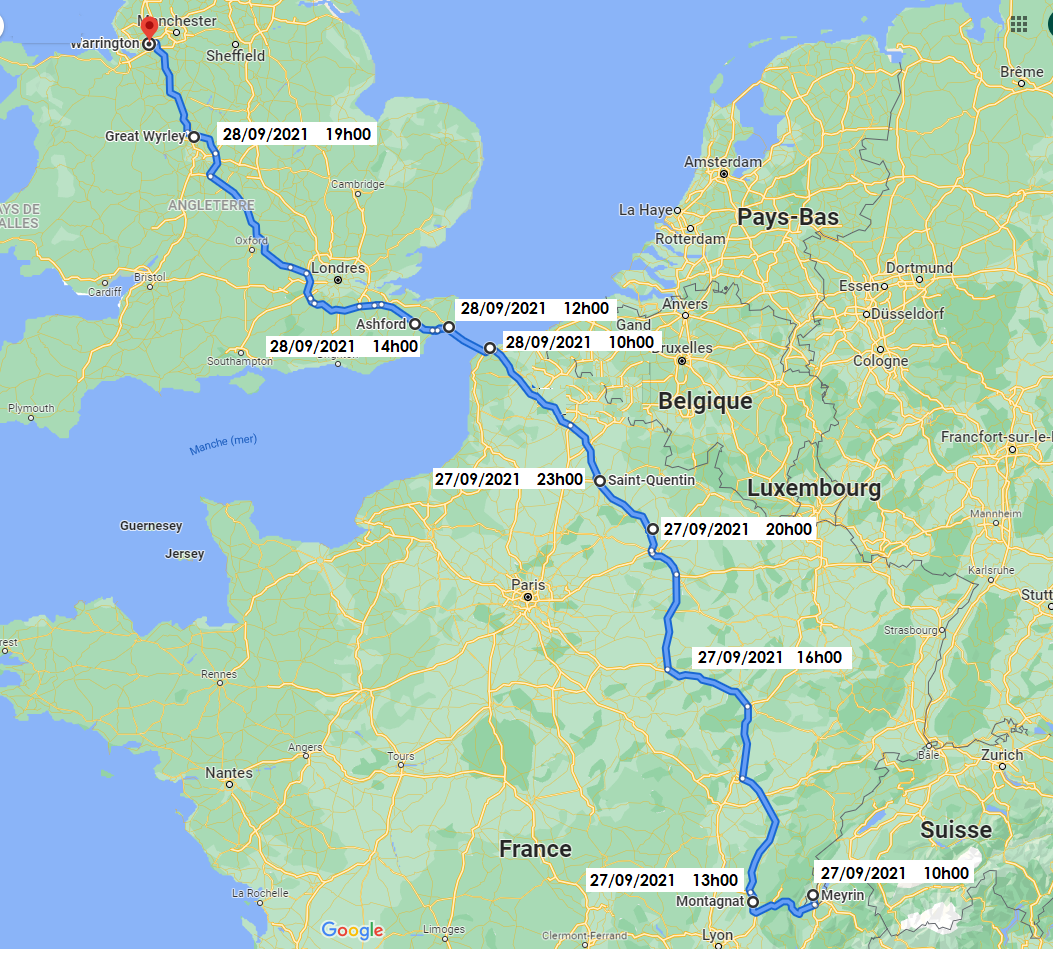 Manchester
Warrington
Sheffield
Brême
Great Wyrley
28/09/2021 19h00
Amsterdam
Cambridge
ANGLETERRE
PAYS DE
GALLES
La Haye
Pays-Bas
Rotterdam
Oxford
Londres
Dortmund
Essen
Bristol
Cardiff
Anvers
Düsseldorf
28/09/2021 12h00
Ashford
Gand
28/09/2021 14h00
28/09/2021 10h00
Bruxelles
Cologne
Southampton
Brighton
Belgique
Plymouth
Manche (mer)
Francfort-sur-le-
27/09/2021 23h00
Saint-Quentin
Luxembourg
Mannheim
Guernesey
27/09/2021 20h00
Jersey
Karlsruhe
Paris
Stutt
Strasbourg
rest
27/09/2021 16h00
Rennes
Angers
Tours
Bâle
Zurich
Nantes
Suisse
France
27/09/2021 10h00
27/09/2021 13h00
Meyrin
La Rochelle
Montagnat
Google
Limoges
Clermont-Ferrand
Lyon